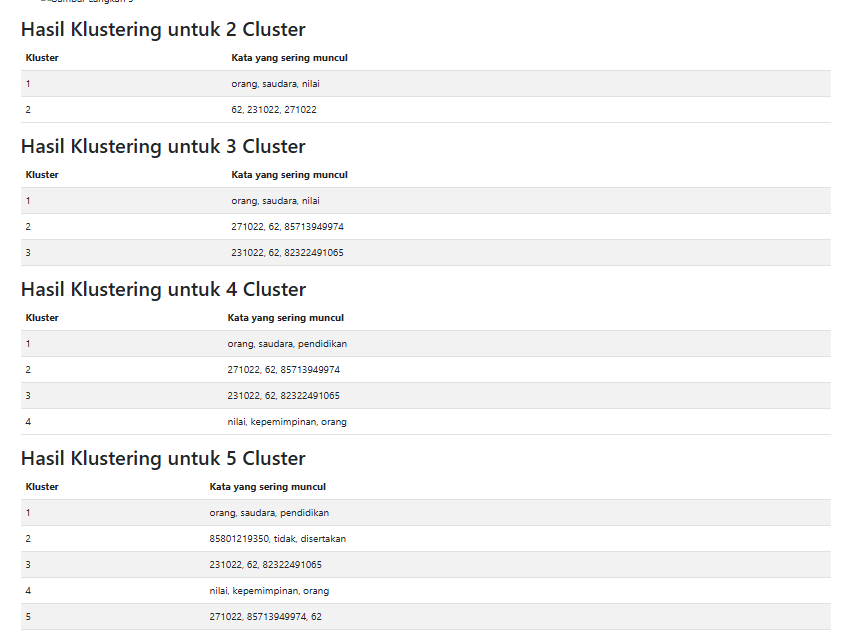 Hasil Klustering untuk 2 Cluster
Kluster Kata yang sering muncul
1 orang, saudara, nilai
2 62, 231022, 271022
Hasil Klustering untuk 3 Cluster
Kluster Kata yang sering muncul
1 orang, saudara, nilai
2 271022, 62, 85713949974
3 231022, 62, 82322491065
Hasil Klustering untuk 4 Cluster
Kluster Kata yang sering muncul
1 orang, saudara, pendidikan
2 271022, 62, 85713949974
3 231022, 62, 82322491065
4 nilai, kepemimpinan, orang
Hasil Klustering untuk 5 Cluster
Kluster Kata yang sering muncul
1 orang, saudara, pendidikan
2 85801219350, tidak, disertakan
3 231022, 62, 82322491065
4 nilai, kepemimpinan, orang
5 271022, 85713949974, 62